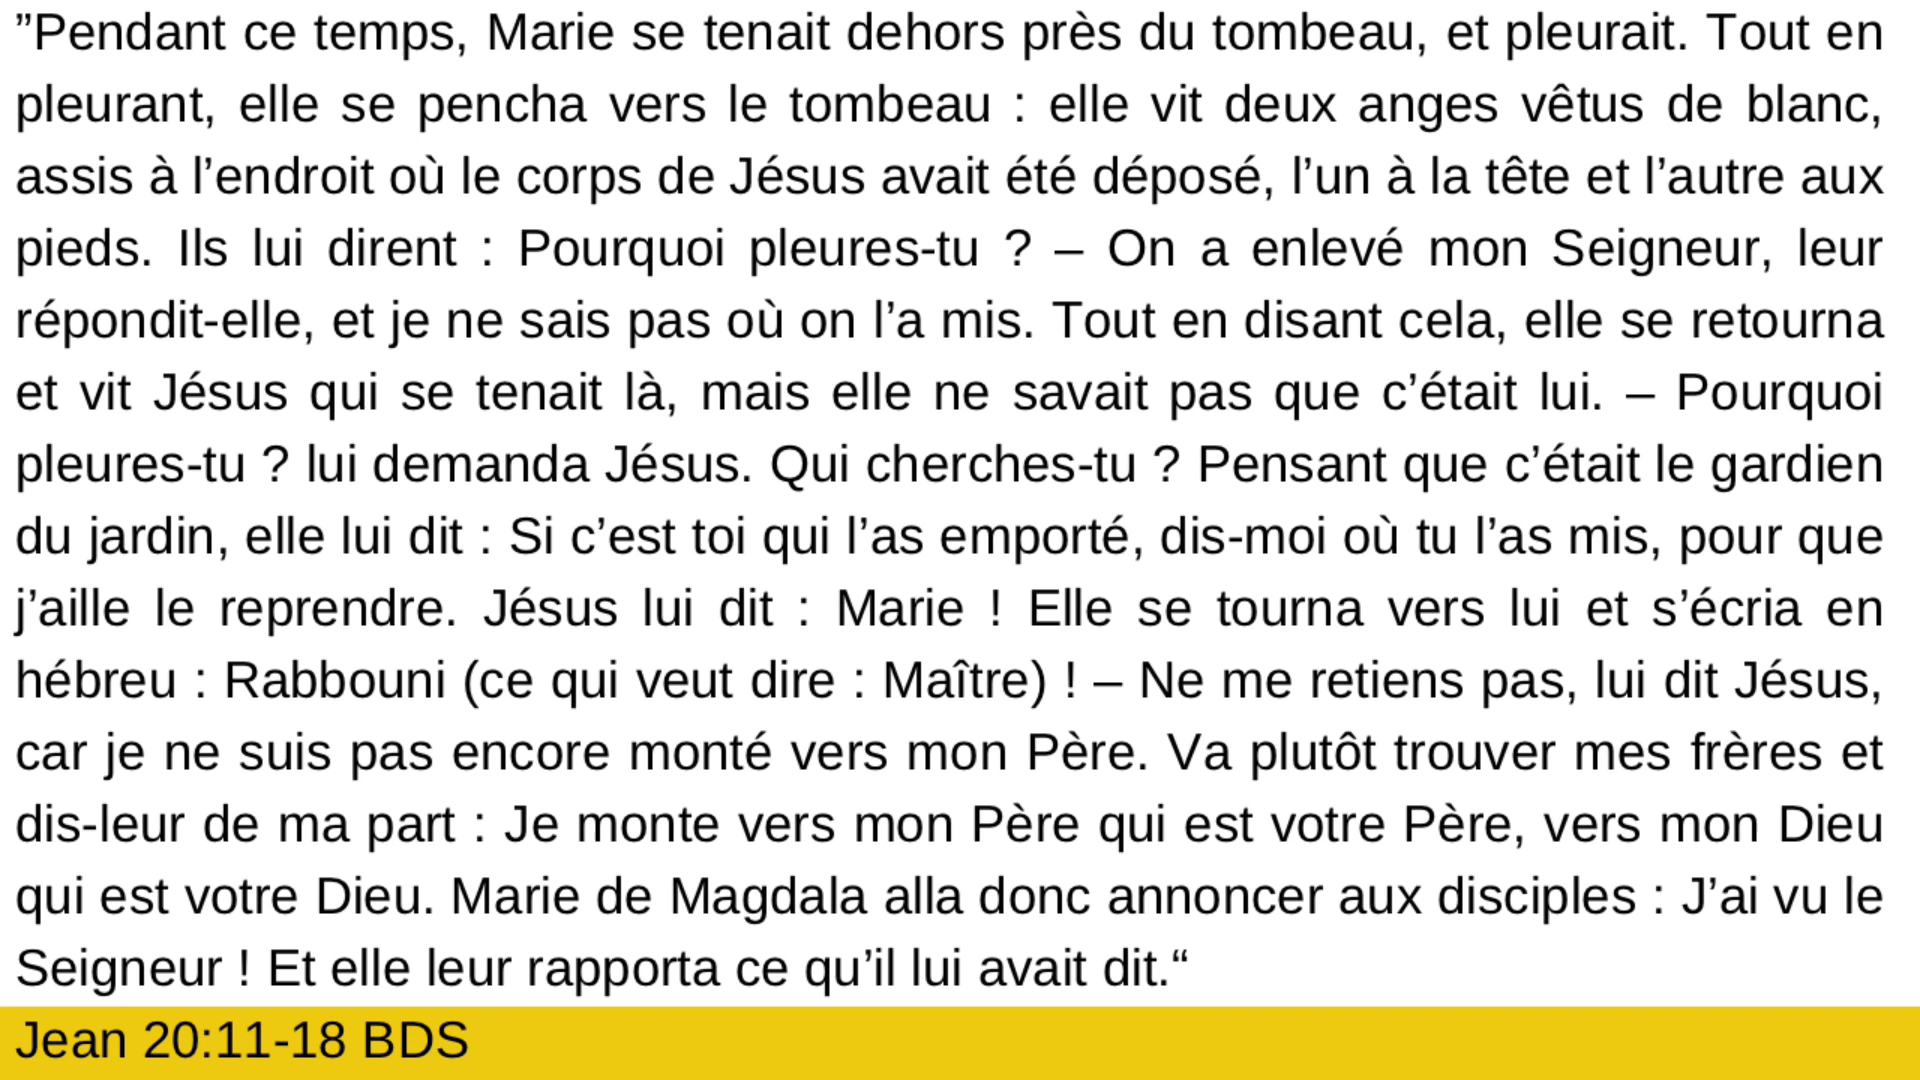 ”Pendant ce temps, Marie se tenait dehors près du tombeau, et pleurait. Tout en
pleurant, elle se pencha vers le tombeau : elle vit deux anges vêtus de blanc,
assis à l’endroit où le corps de Jésus avait été déposé, l’un à la tête et l’autre aux
pieds. Ils lui dirent : Pourquoi pleures-tu ? – On a enlevé mon Seigneur, leur
répondit-elle, et je ne sais pas où on l’a mis. Tout en disant cela, elle se retourna
et vit Jésus qui se tenait là, mais elle ne savait pas que c’était lui. – Pourquoi
pleures-tu ? lui demanda Jésus. Qui cherches-tu ? Pensant que c’était le gardien
du jardin, elle lui dit : Si c’est toi qui l’as emporté, dis-moi où tu l’as mis, pour que
j’aille le reprendre. Jésus lui dit : Marie ! Elle se tourna vers lui et s’écria en
hébreu : Rabbouni (ce qui veut dire : Maître) ! – Ne me retiens pas, lui dit Jésus,
car je ne suis pas encore monté vers mon Père. Va plutôt trouver mes frères et
dis-leur de ma part : Je monte vers mon Père qui est votre Père, vers mon Dieu
qui est votre Dieu. Marie de Magdala alla donc annoncer aux disciples : J’ai vu le
Seigneur ! Et elle leur rapporta ce qu’il lui avait dit.“
Jean 20:11-18 BDS